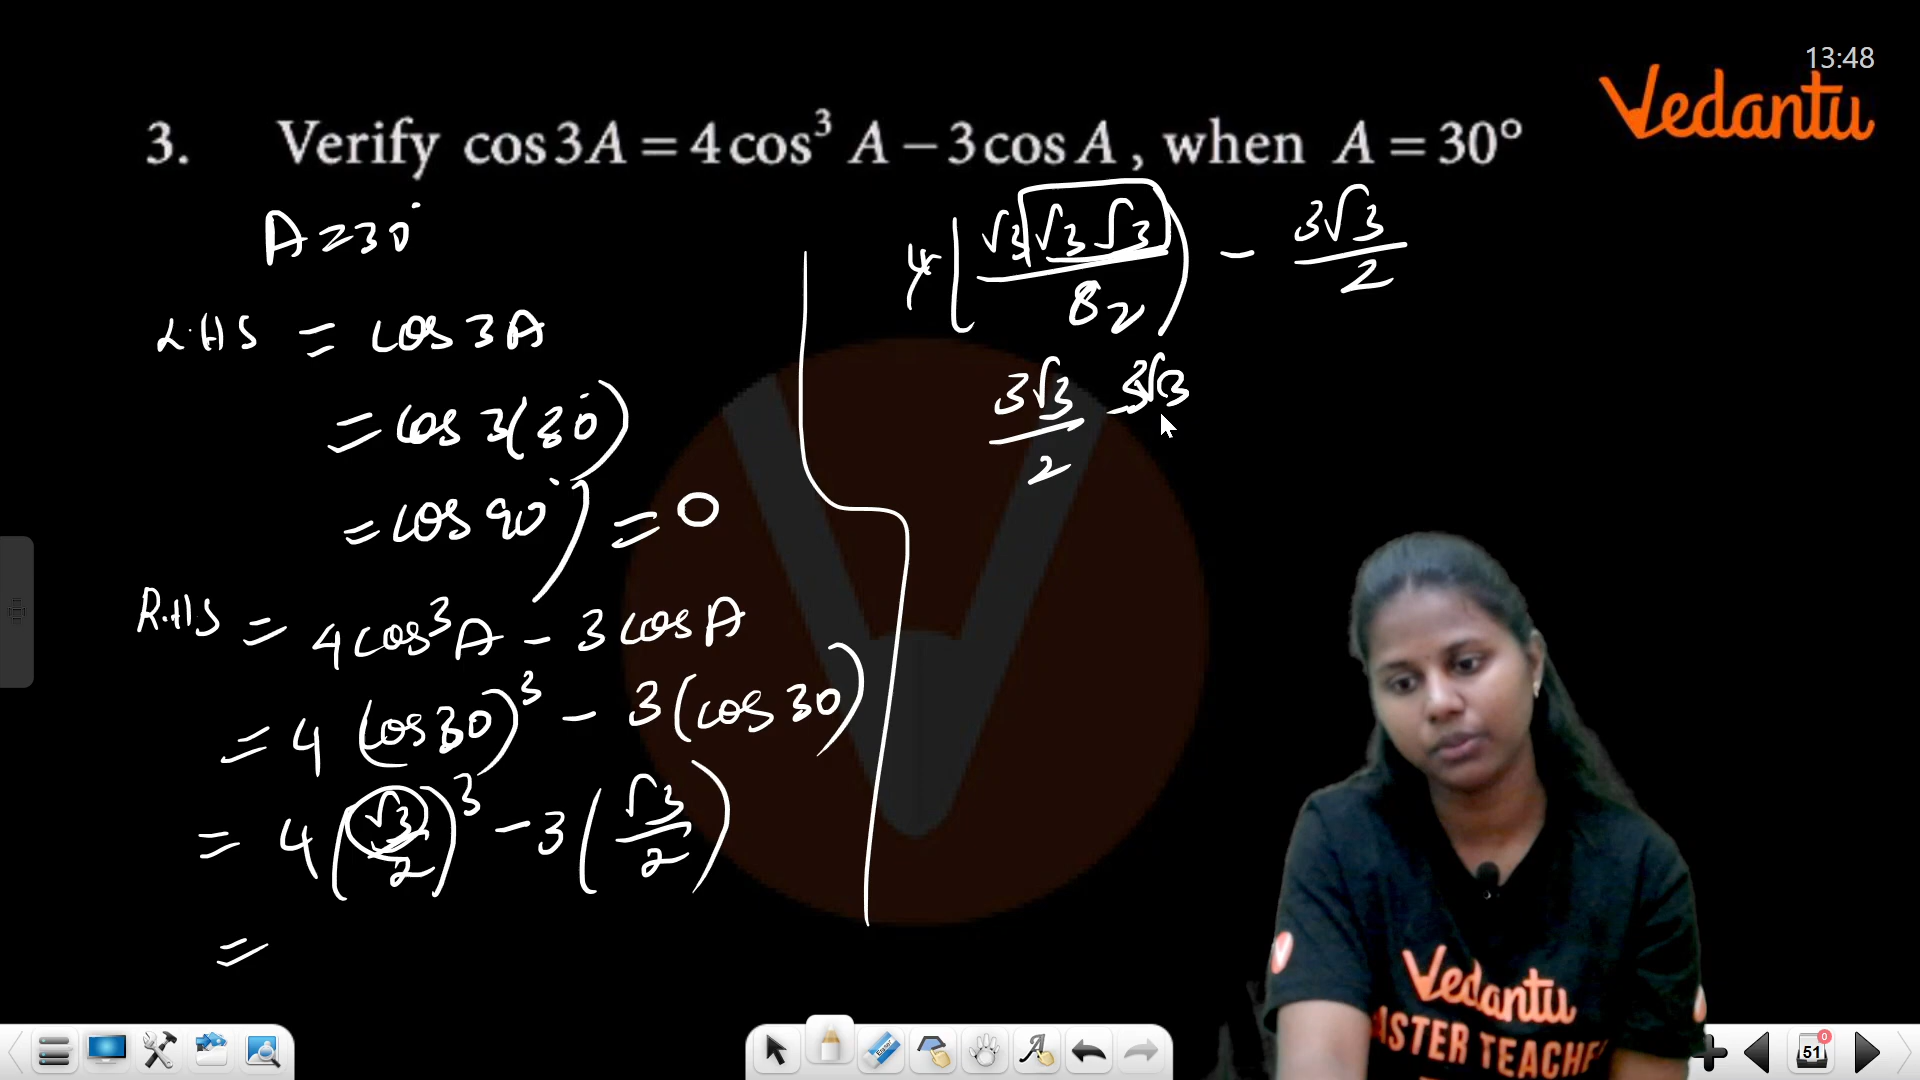 13:48
Vedantu
3. Verify cos 3A = 4 cos³ A − 3 cos A , when A = 30°
A = 30°
L.H.S = cos 3A
= cos 3(30°)
= cos 90°) = 0
R.H.S = 4 cos³A − 3 cos A
= 4 (cos 30)³ − 3 (cos 30)
= 4 (√3/2)³ − 3 (√3/2)
=
4 (√3 √3 √3 / 8 2) − 3√3/2
3√3/2 − 3√3
Vedantu
MASTER TEACHE
51
0